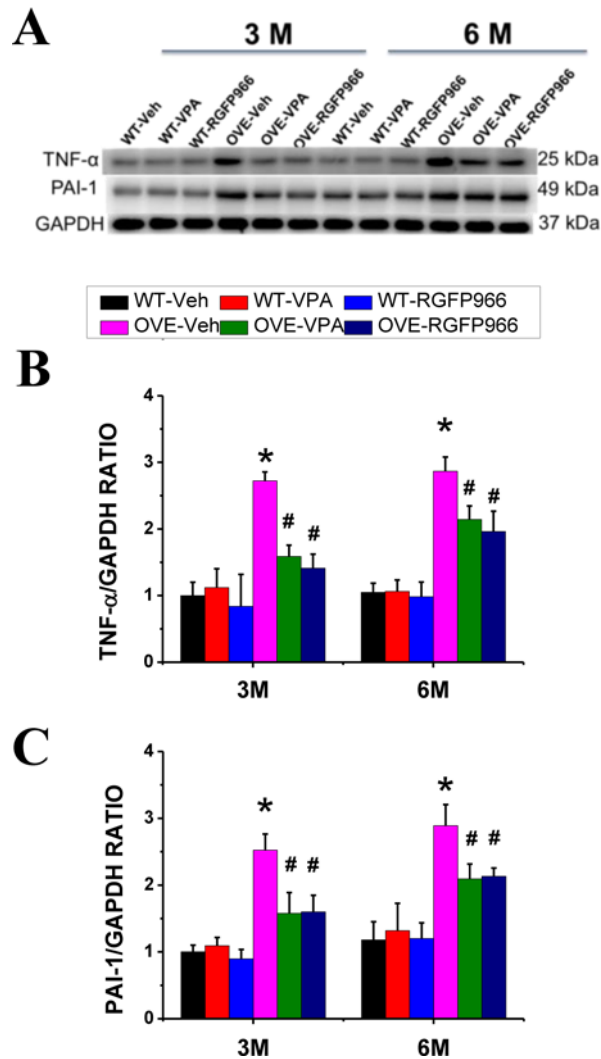 A
3 M 6 M
WT-Veh WT-VPA WT-RGFP966 OVE-Veh OVE-VPA OVE-RGFP966 WT-Veh WT-VPA WT-RGFP966 OVE-Veh OVE-VPA OVE-RGFP966
TNF-α 25 kDa
PAI-1 49 kDa
GAPDH 37 kDa
WT-Veh WT-VPA WT-RGFP966
OVE-Veh OVE-VPA OVE-RGFP966
B
TNF-α/GAPDH RATIO
4
3
2
1
0
* # # * # #
3M 6M
C
PAI-1/GAPDH RATIO
4
3
2
1
0
* # # * # #
3M 6M